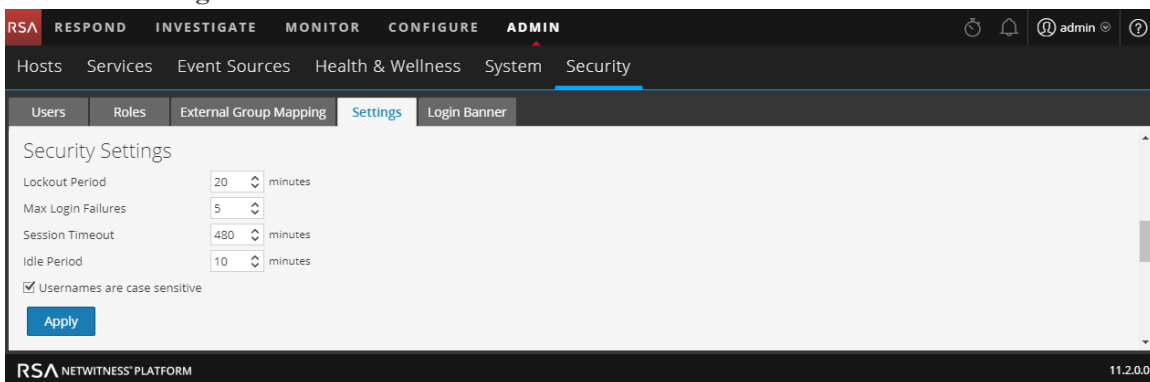 RSA RESPOND INVESTIGATE MONITOR CONFIGURE ADMIN admin ?
Hosts Services Event Sources Health & Wellness System Security
Users Roles External Group Mapping Settings Login Banner
Security Settings
Lockout Period 20 minutes
Max Login Failures 5
Session Timeout 480 minutes
Idle Period 10 minutes
Usernames are case sensitive
Apply
RSA NETWITNESS® PLATFORM 11.2.0.0